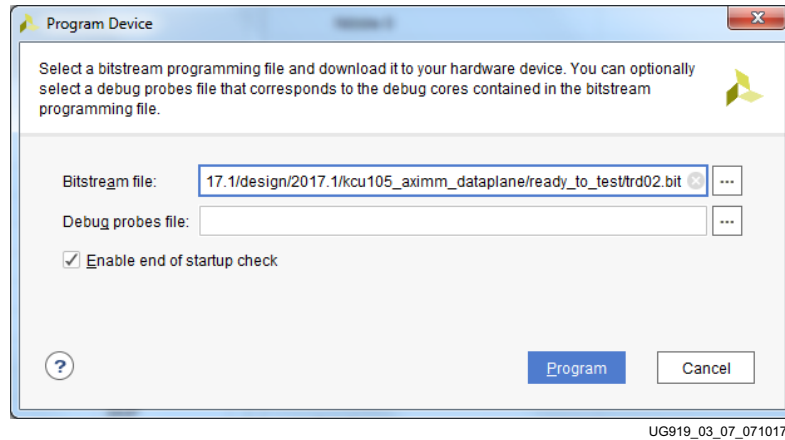 Program Device
Select a bitstream programming file and download it to your hardware device. You can optionally
select a debug probes file that corresponds to the debug cores contained in the bitstream
programming file.
Bitstream file: 17.1/design/2017.1/kcu105_aximm_dataplane/ready_to_test/trd02.bit ...
Debug probes file: ...
Enable end of startup check
? Program Cancel
UG919_03_07_071017